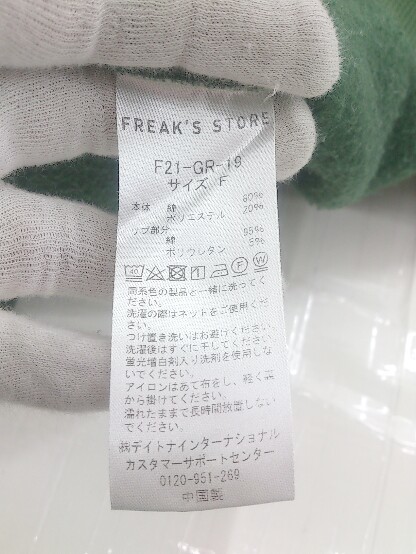 FREAK'S STORE
F21-GR-19
サイズ F
本体 綿 80%
ポリエステル 20%
リブ部分
綿 95%
ポリウレタン 5%
40 F W
同系色の製品と一緒に洗ってく
ださい。
洗濯の際はネットをご使用くだ
さい。
つけ置き洗いはお避けください。
洗濯後はすぐに干してください。
蛍光増白剤入り洗剤を使用しな
いでください。
アイロンはあて布をし、軽く裏
から掛けてください。
濡れたままで長時間放置しない
でください。
㈱デイトナインターナショナル
カスタマーサポートセンター
0120-951-269
中国製